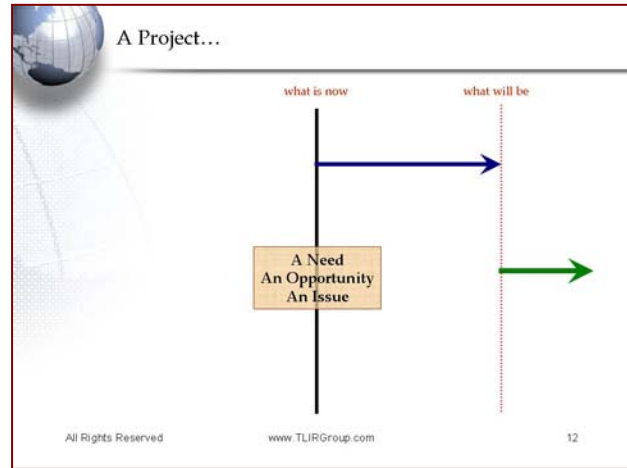 A Project…
what is now what will be
A Need
An Opportunity
An Issue
All Rights Reserved www.TLIRGroup.com 12